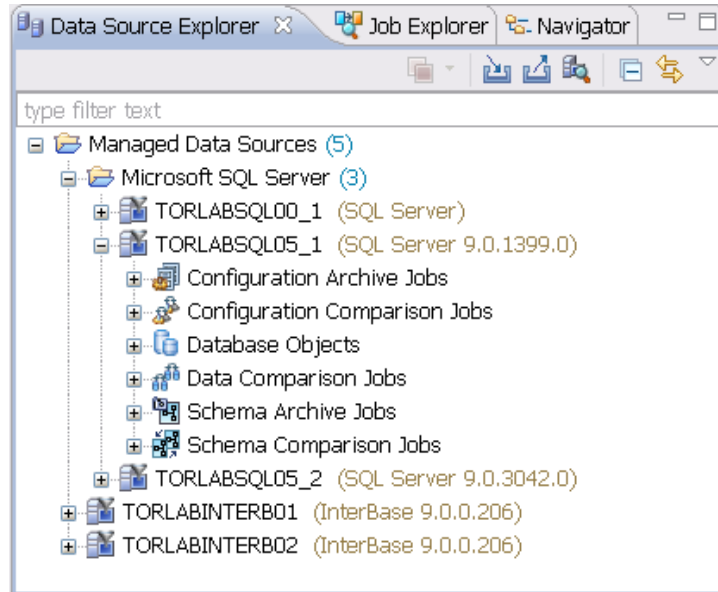 Data Source Explorer Job Explorer Navigator
type filter text
Managed Data Sources (5)
Microsoft SQL Server (3)
TORLABSQL00_1 (SQL Server)
TORLABSQL05_1 (SQL Server 9.0.1399.0)
Configuration Archive Jobs
Configuration Comparison Jobs
Database Objects
Data Comparison Jobs
Schema Archive Jobs
Schema Comparison Jobs
TORLABSQL05_2 (SQL Server 9.0.3042.0)
TORLABINTERB01 (InterBase 9.0.0.206)
TORLABINTERB02 (InterBase 9.0.0.206)